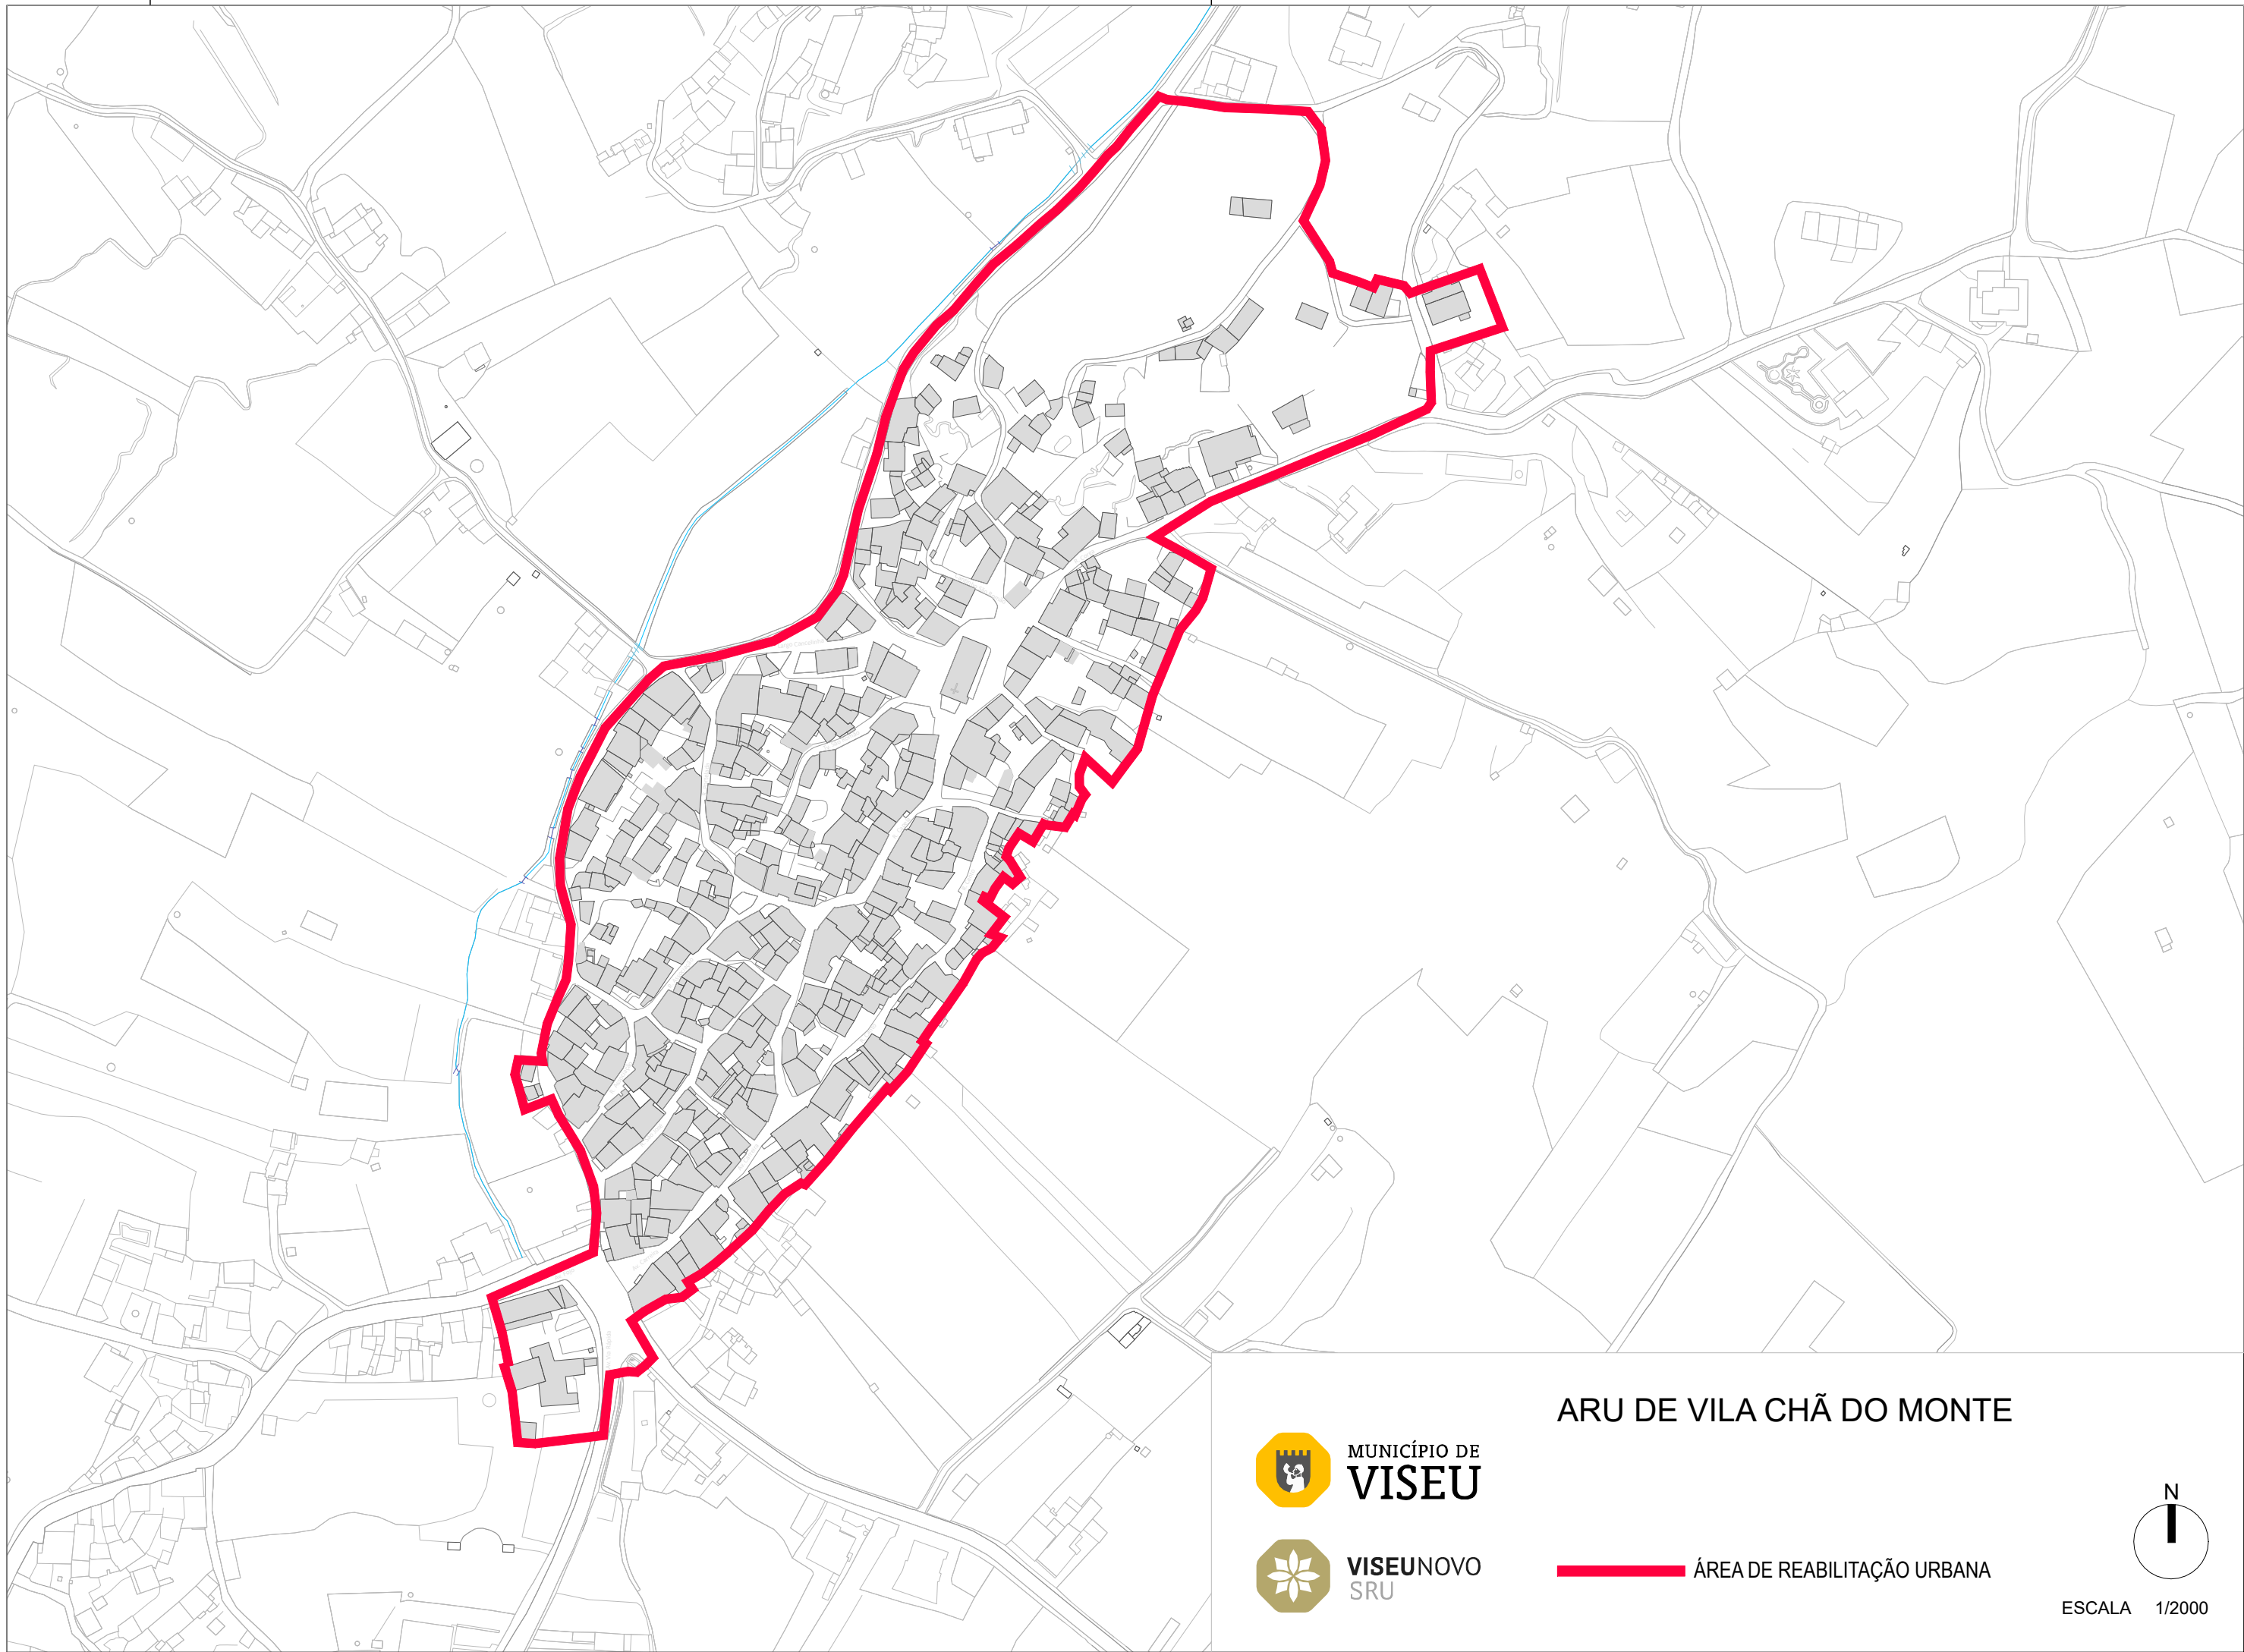 ARU DE VILA CHÃ DO MONTE
MUNICÍPIO DE
VISEU
VISEUNOVO
SRU
ÁREA DE REABILITAÇÃO URBANA
N
ESCALA 1/2000